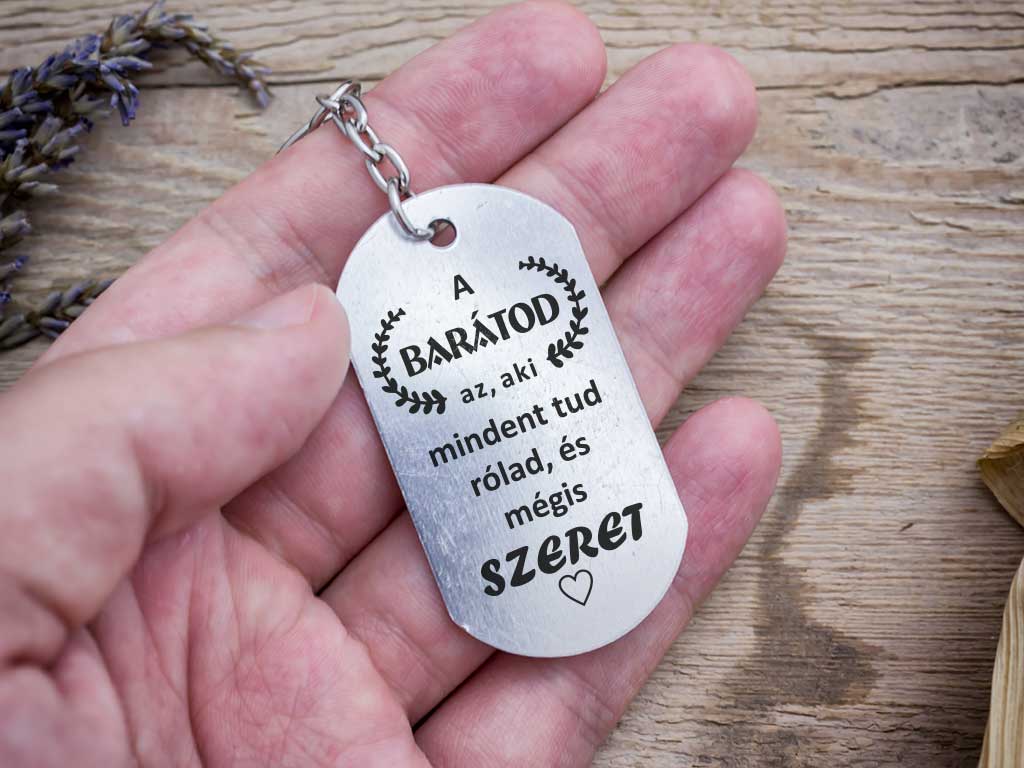 A
BARÁTOD
az, aki
mindent tud
rólad, és
mégis
SZERET